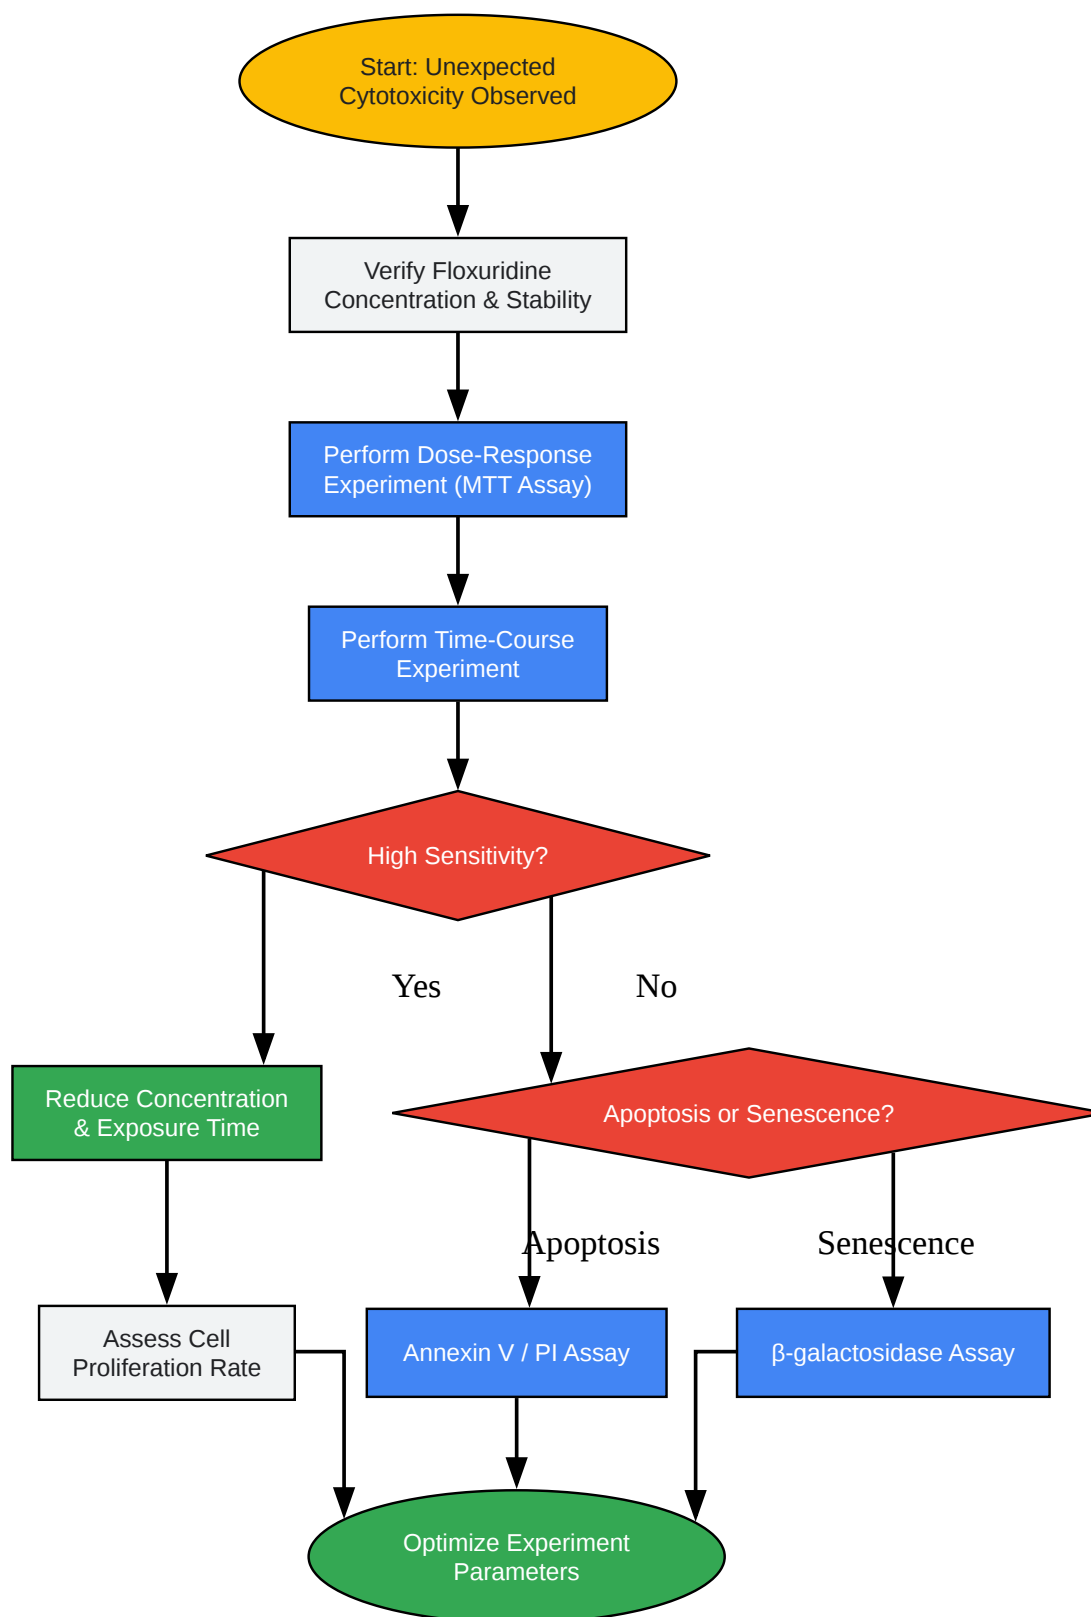 Start: Unexpected
Cytotoxicity Observed
Verify Floxuridine
Concentration & Stability
Perform Dose-Response
Experiment (MTT Assay)
Perform Time-Course
Experiment
High Sensitivity?
Yes
No
Reduce Concentration
& Exposure Time
Apoptosis or Senescence?
Apoptosis
Senescence
Assess Cell
Proliferation Rate
Annexin V / PI Assay
β-galactosidase Assay
Optimize Experiment
Parameters